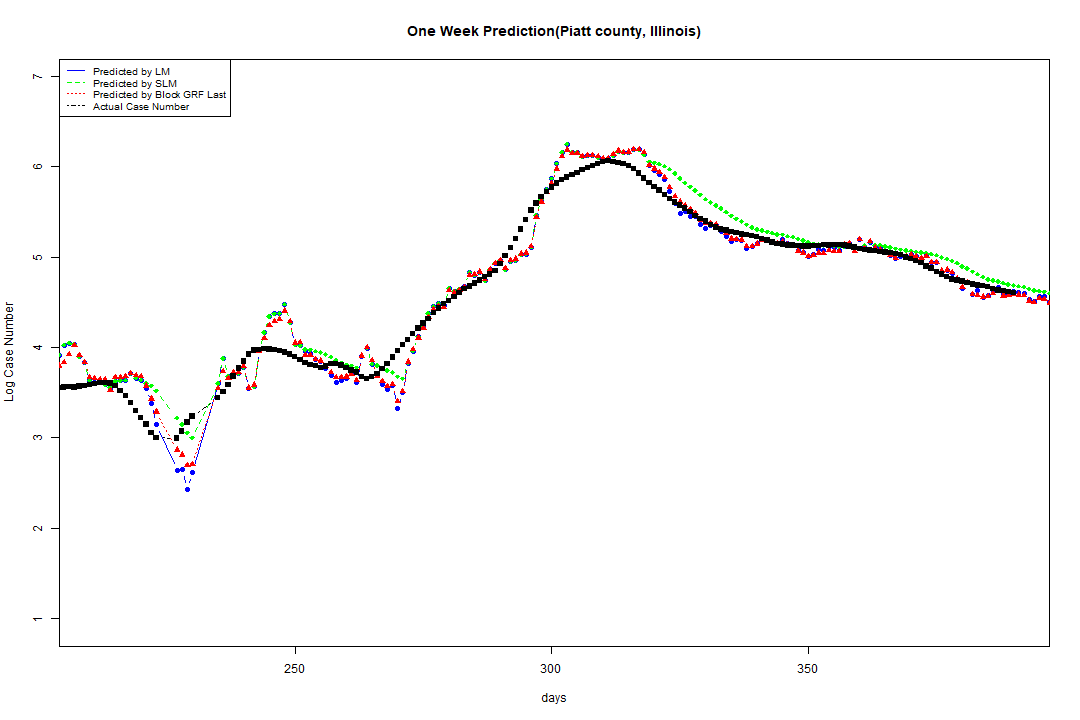 One Week Prediction(Piatt county, Illinois)
Predicted by LM
Predicted by SLM
Predicted by Block GRF Last
Actual Case Number
7
6
5
4
3
2
1
Log Case Number
250 300 350
days